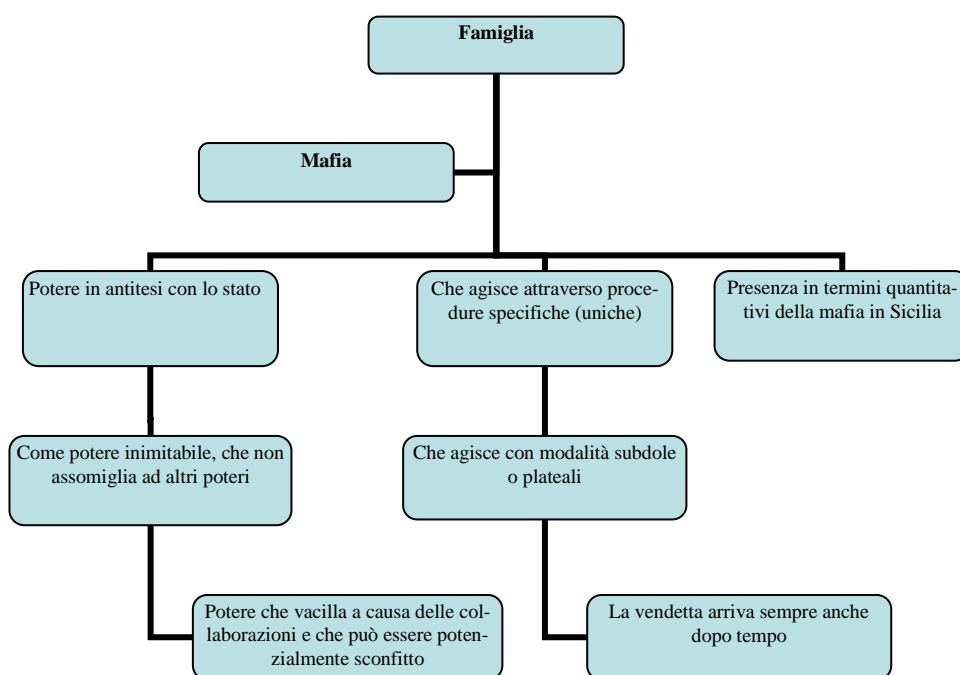 Famiglia
Mafia
Potere in antitesi con lo stato
Che agisce attraverso proce-
dure specifiche (uniche)
Presenza in termini quantita-
tivi della mafia in Sicilia
Come potere inimitabile, che non
assomiglia ad altri poteri
Che agisce con modalità subdole
o plateali
Potere che vacilla a causa delle col-
laborazioni e che può essere poten-
zialmente sconfitto
La vendetta arriva sempre anche
dopo tempo